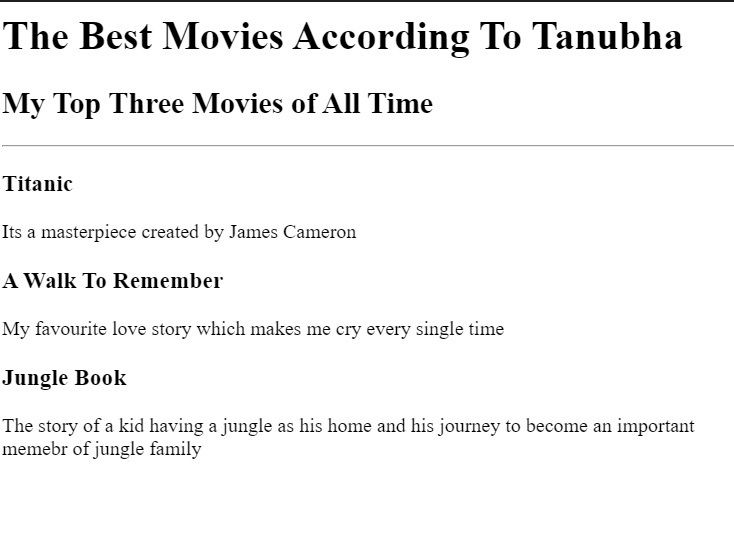 The Best Movies According To Tanubha
My Top Three Movies of All Time
Titanic
Its a masterpiece created by James Cameron
A Walk To Remember
My favourite love story which makes me cry every single time
Jungle Book
The story of a kid having a jungle as his home and his journey to become an important
memebr of jungle family